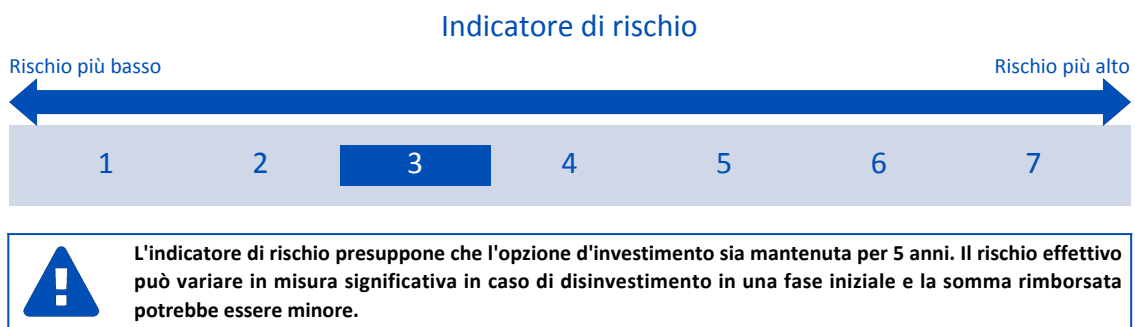 Indicatore di rischio
Rischio più basso Rischio più alto
1 2 3 4 5 6 7
L'indicatore di rischio presuppone che l'opzione d'investimento sia mantenuta per 5 anni. Il rischio effettivo
può variare in misura significativa in caso di disinvestimento in una fase iniziale e la somma rimborsata
potrebbe essere minore.